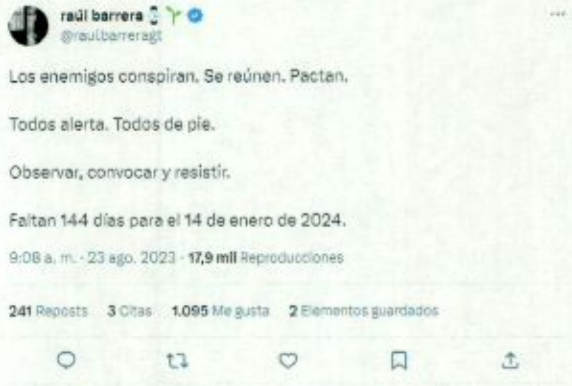 raúl barrera
@raulbarreragt
Los enemigos conspiran. Se reúnen. Pactan.
Todos alerta. Todos de pie.
Observar, convocar y resistir.
Faltan 144 días para el 14 de enero de 2024.
9:08 a. m. · 23 ago. 2023 · 17,9 mil Reproducciones
241 Reposts 3 Citas 1.095 Me gusta 2 Elementos guardados